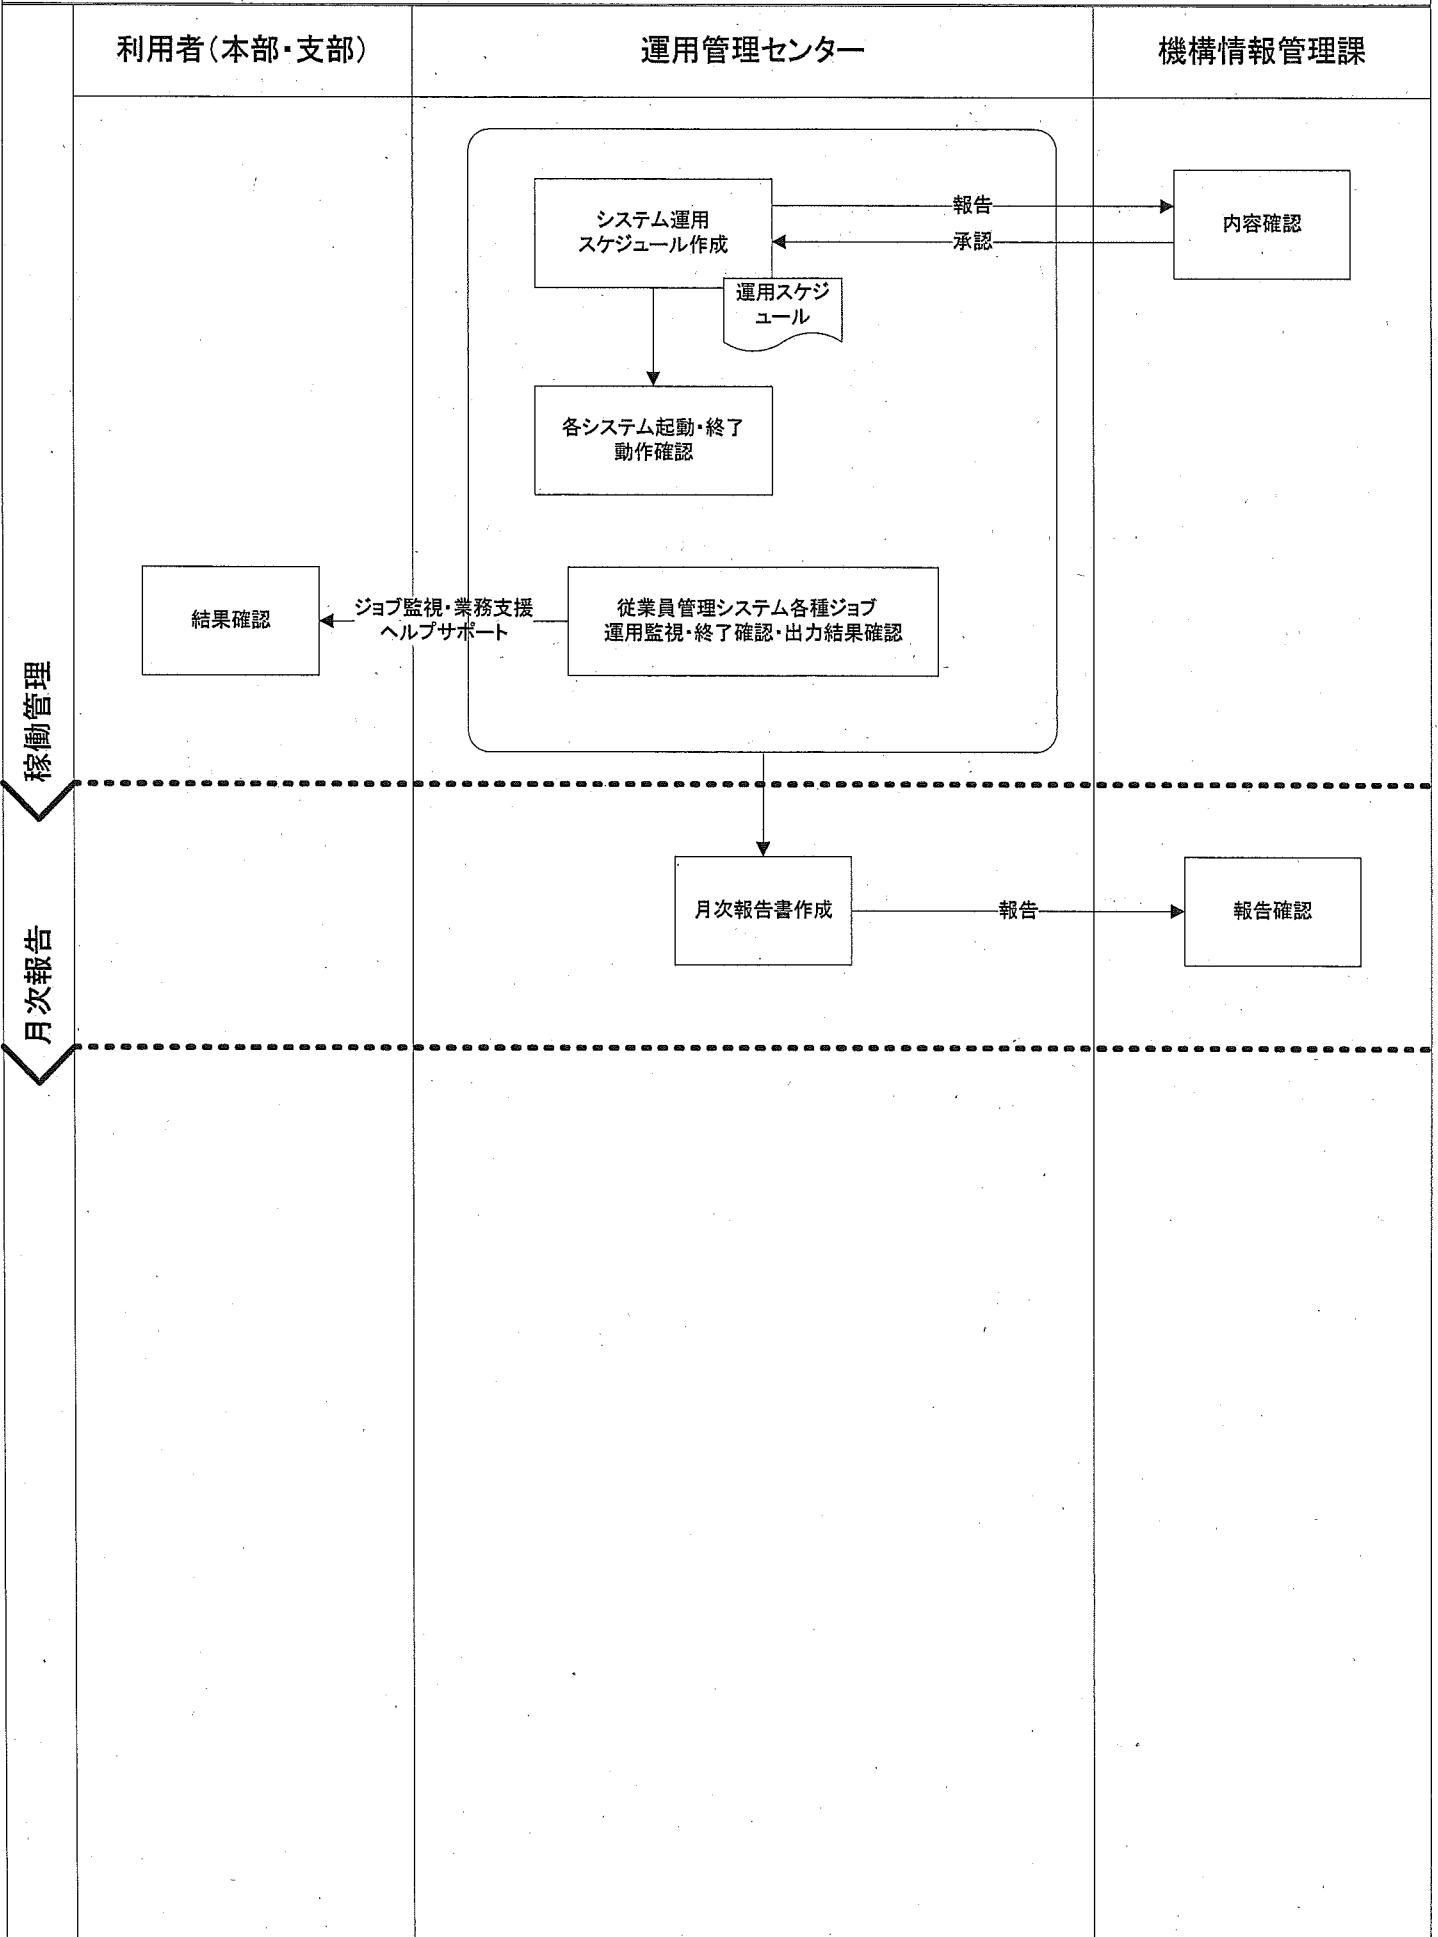 利用者(本部・支部)
運用管理センター
機構情報管理課
システム運用
スケジュール作成
報告
承認
内容確認
運用スケジ
ュール
各システム起動・終了
動作確認
結果確認
ジョブ監視・業務支援
ヘルプサポート
従業員管理システム各種ジョブ
運用監視・終了確認・出力結果確認
稼働管理
月次報告書作成
報告
報告確認
月次報告